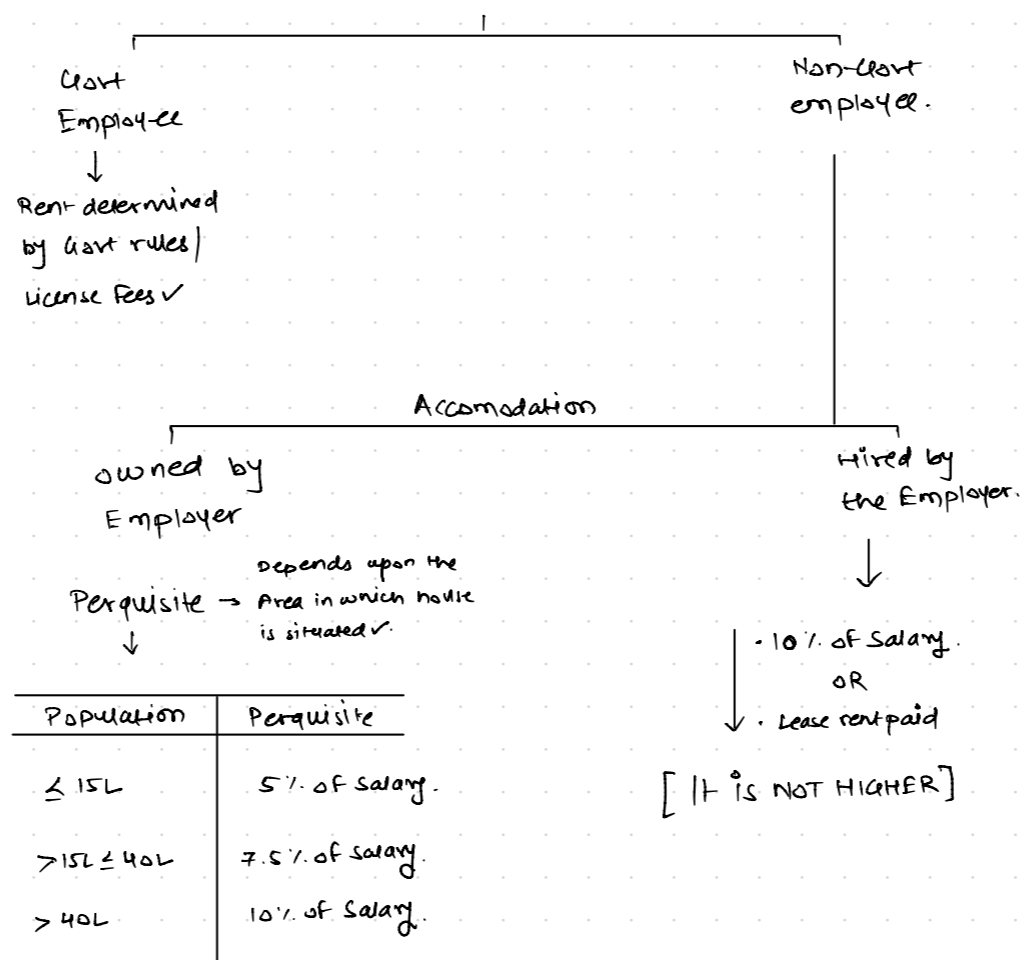 Govt
Employee
Rent determined
by Govt rules/
License Fees ✓
Non-Govt
employee.
Accomodation
owned by
Employer
Perquisite → Depends upon the
Area in which house
is situated ✓.
Population Perquisite
≤ 15L 5% of Salary.
>15L ≤ 40L 7.5% of Salary.
> 40L 10% of Salary.
Hired by
the Employer.
• 10% of Salary.
OR
• Lease rent paid
[It is NOT HIGHER]